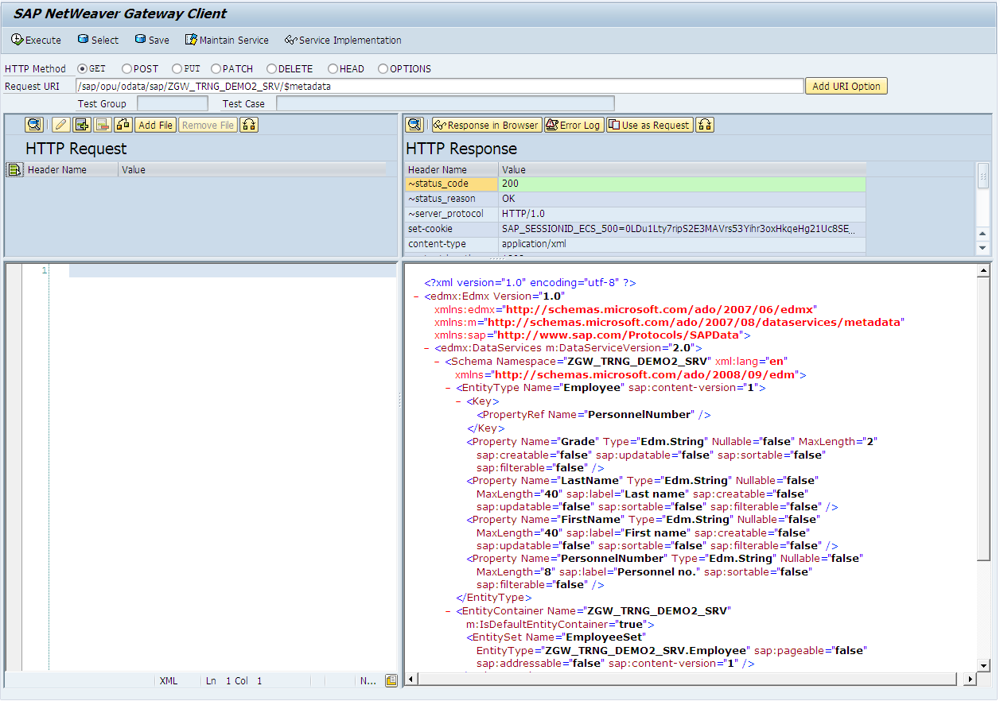 SAP NetWeaver Gateway Client
Execute Select Save Maintain Service Service Implementation
HTTP Method GET POST PUT PATCH DELETE HEAD OPTIONS
Request URI /sap/opu/odata/sap/ZGW_TRNG_DEMO2_SRV/$metadata Add URI Option
Test Group Test Case
Add File Remove File
HTTP Request
Header Name Value
Response in Browser Error Log Use as Request
HTTP Response
Header Name Value
~status_code 200
~status_reason OK
~server_protocol HTTP/1.0
set-cookie SAP_SESSIONID_ECS_500=0LDu1Lty7ripS2E3MAVrs53Yihr3oxHkqeHg21Uc8SE...
content-type application/xml
1
<?xml version="1.0" encoding="utf-8" ?>
- <edmx:Edmx Version="1.0"
xmlns:edmx="http://schemas.microsoft.com/ado/2007/06/edmx"
xmlns:m="http://schemas.microsoft.com/ado/2007/08/dataservices/metadata"
xmlns:sap="http://www.sap.com/Protocols/SAPData">
- <edmx:DataServices m:DataServiceVersion="2.0">
- <Schema Namespace="ZGW_TRNG_DEMO2_SRV" xml:lang="en"
xmlns="http://schemas.microsoft.com/ado/2008/09/edm">
- <EntityType Name="Employee" sap:content-version="1">
- <Key>
<PropertyRef Name="PersonnelNumber" />
</Key>
<Property Name="Grade" Type="Edm.String" Nullable="false" MaxLength="2"
sap:creatable="false" sap:updatable="false" sap:sortable="false"
sap:filterable="false" />
<Property Name="LastName" Type="Edm.String" Nullable="false"
MaxLength="40" sap:label="Last name" sap:creatable="false"
sap:updatable="false" sap:sortable="false" sap:filterable="false" />
<Property Name="FirstName" Type="Edm.String" Nullable="false"
MaxLength="40" sap:label="First name" sap:creatable="false"
sap:updatable="false" sap:sortable="false" sap:filterable="false" />
<Property Name="PersonnelNumber" Type="Edm.String" Nullable="false"
MaxLength="8" sap:label="Personnel no." sap:sortable="false"
sap:filterable="false" />
</EntityType>
- <EntityContainer Name="ZGW_TRNG_DEMO2_SRV"
m:IsDefaultEntityContainer="true">
<EntitySet Name="EmployeeSet"
EntityType="ZGW_TRNG_DEMO2_SRV.Employee" sap:pageable="false"
sap:addressable="false" sap:content-version="1" />
XML Ln 1 Col 1 N...